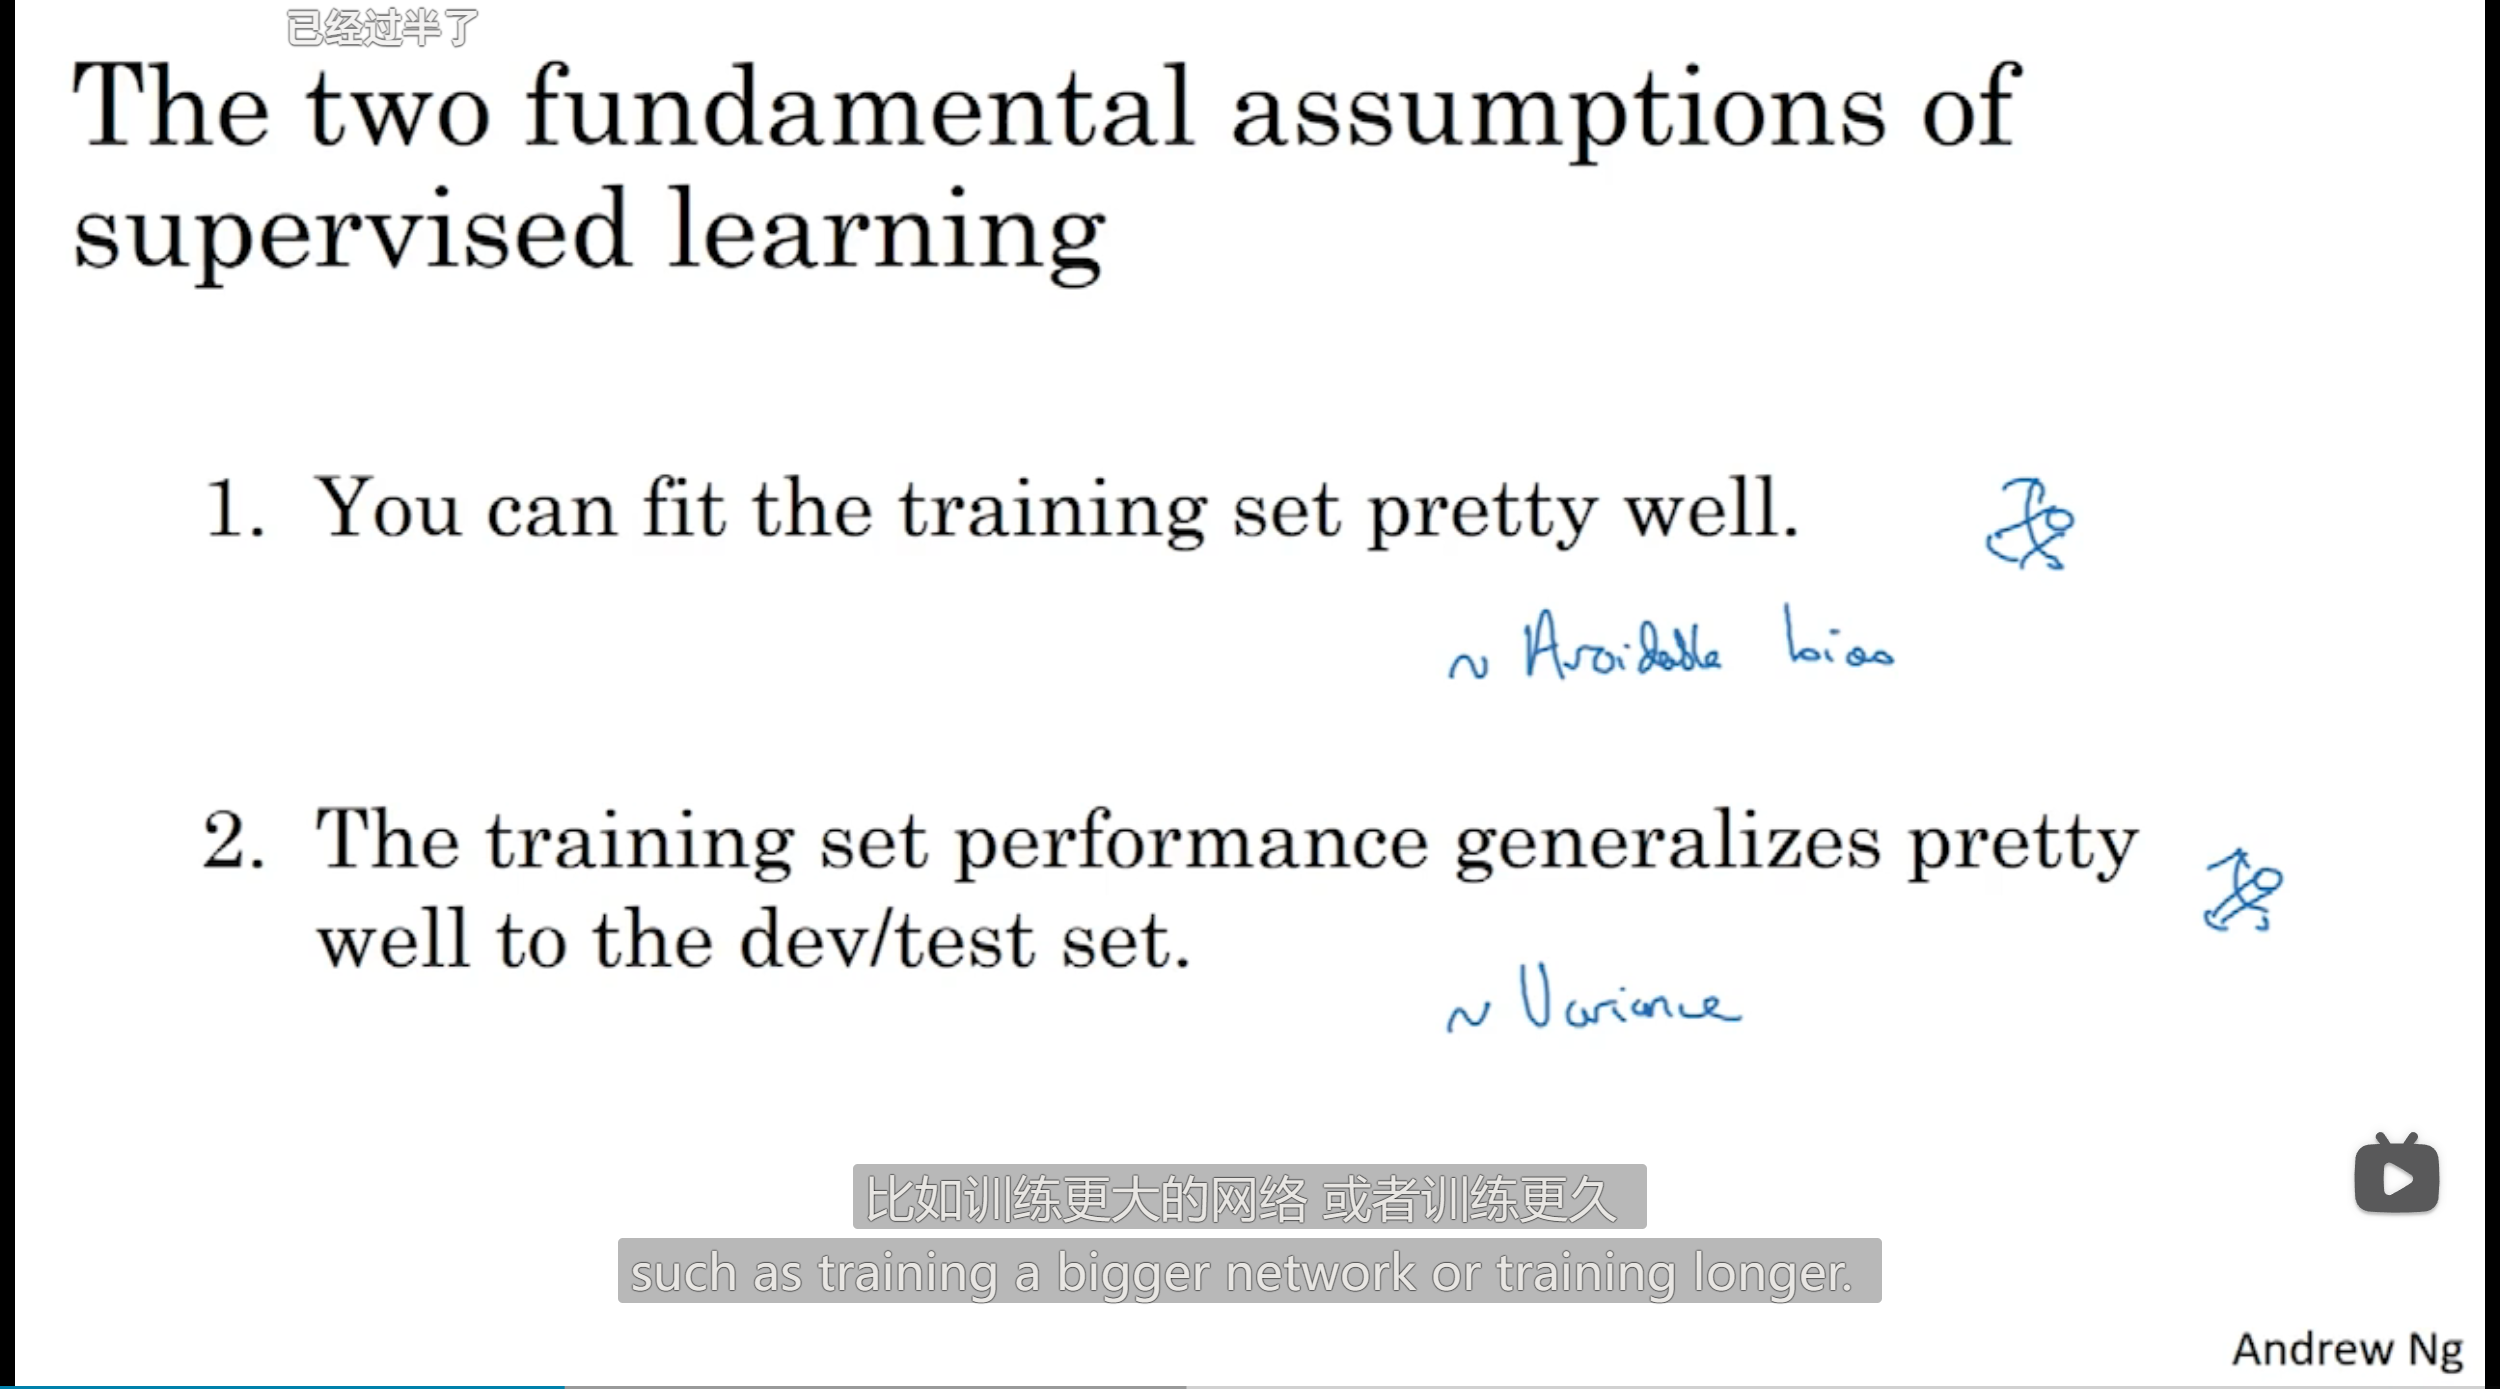 已经过半了
The two fundamental assumptions of
supervised learning
1. You can fit the training set pretty well.
~ Avoidable bias
2. The training set performance generalizes pretty
well to the dev/test set.
~ Variance
比如训练更大的网络 或者训练更久
such as training a bigger network or training longer.
Andrew Ng